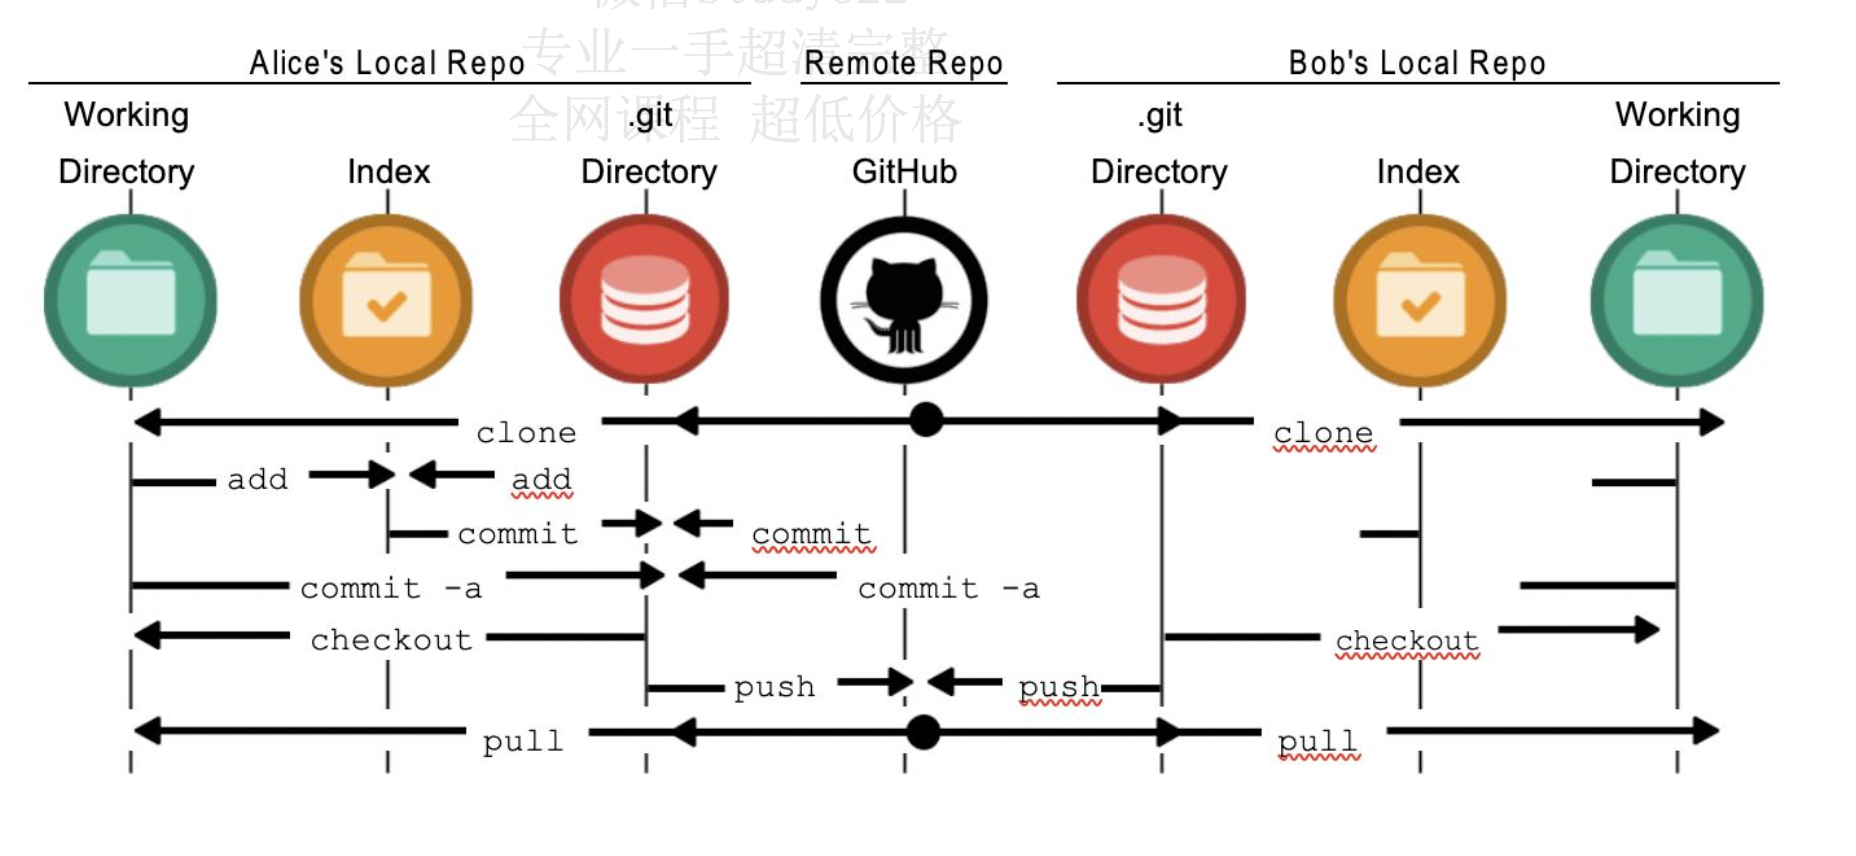 微信study822
专业一手超清完整
全网课程 超低价格
Alice's Local Repo Remote Repo Bob's Local Repo
Working .git .git Working
Directory Index Directory GitHub Directory Index Directory
clone clone
add add
commit commit
commit -a commit -a
checkout checkout
push push
pull pull